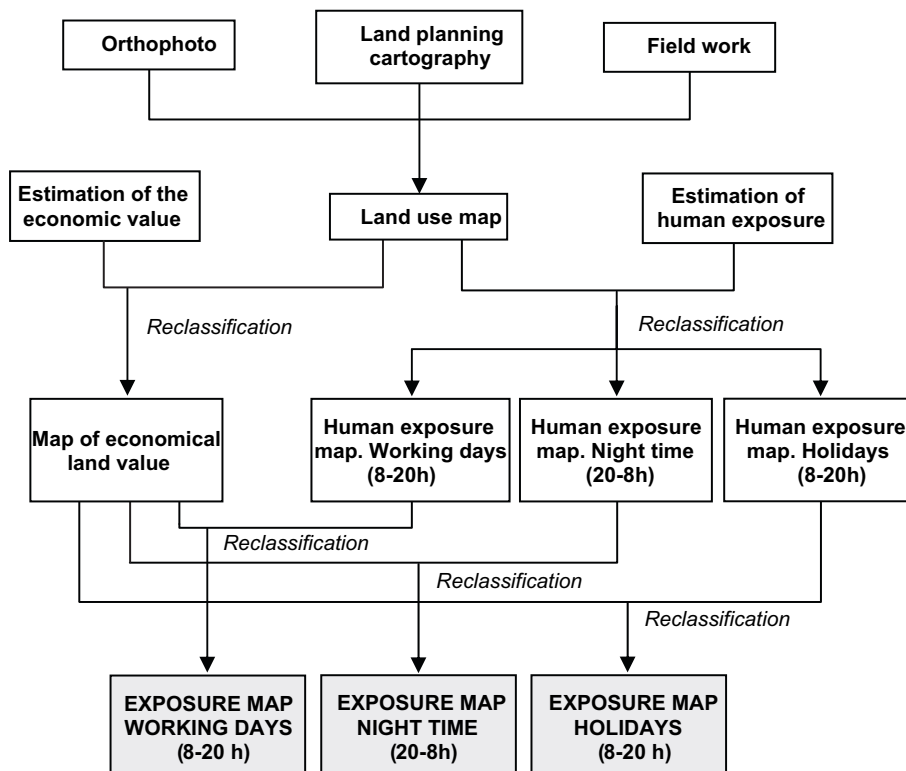 Orthophoto
Land planning
cartography
Field work
Estimation of the
economic value
Land use map
Estimation of
human exposure
Reclassification
Reclassification
Map of economical
land value
Human exposure
map. Working days
(8-20h)
Human exposure
map. Night time
(20-8h)
Human exposure
map. Holidays
(8-20h)
Reclassification
Reclassification
Reclassification
EXPOSURE MAP
WORKING DAYS
(8-20 h)
EXPOSURE MAP
NIGHT TIME
(20-8h)
EXPOSURE MAP
HOLIDAYS
(8-20 h)